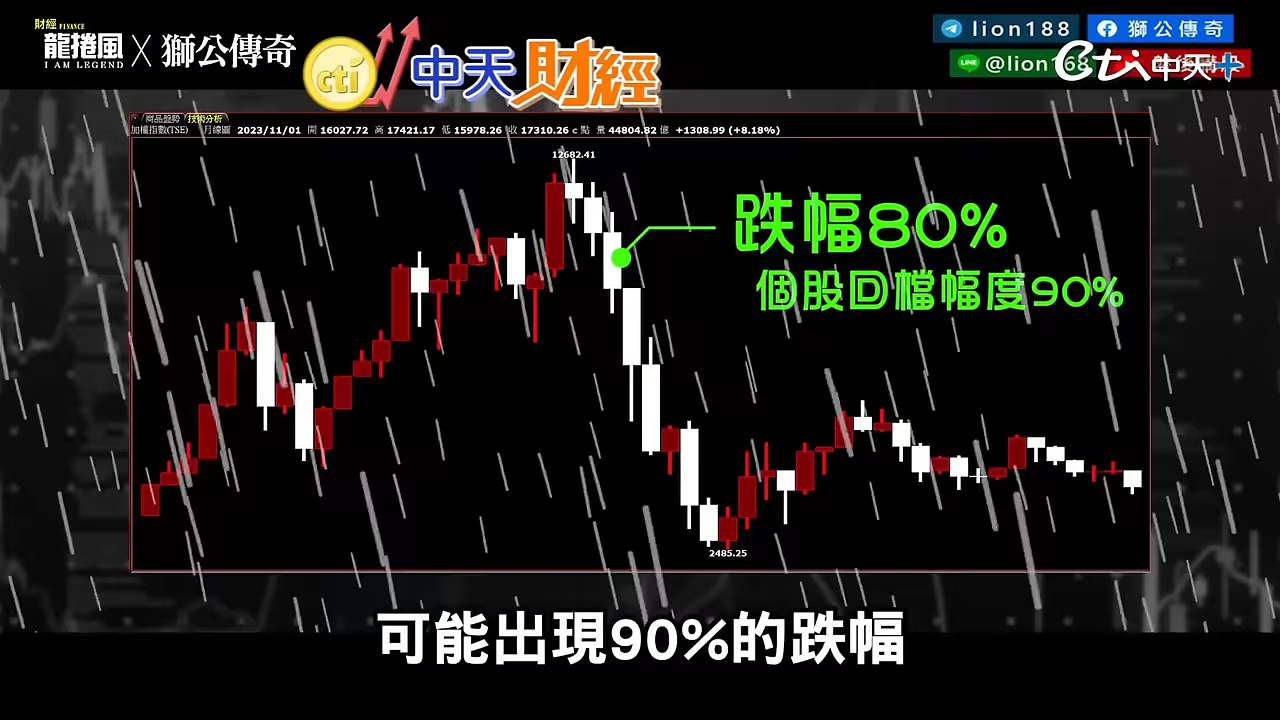 財經 FINANCE
龍捲風 X 獅公傳奇
I AM LEGEND
cti 中天財經
lion188
獅公傳奇
LINE @lion168
cti 中天+
商品盤勢 技術分析
加權指數(TSE) 月線圖 2023/11/01 開 16027.72 高 17421.17 低 15978.26 收 17310.26 c 點 量 44804.82 億 +1308.99 (+8.18%)
12682.41
跌幅80%
個股回檔幅度90%
2485.25
可能出現90%的跌幅